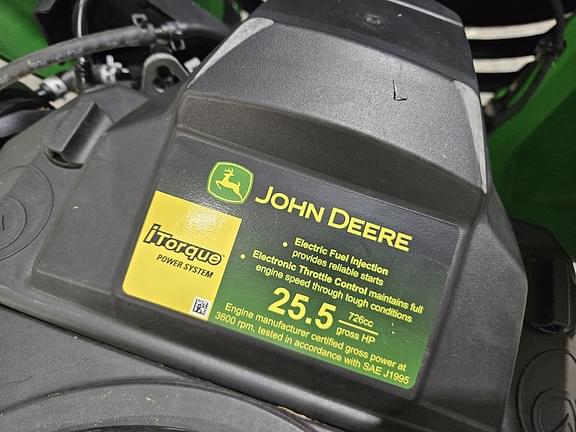 JOHN DEERE
iTorque
POWER SYSTEM
• Electric Fuel Injection
provides reliable starts
• Electronic Throttle Control maintains full
engine speed through tough conditions
25.5 726cc
gross HP
Engine manufacturer certified gross power at
3600 rpm, tested in accordance with SAE J1995